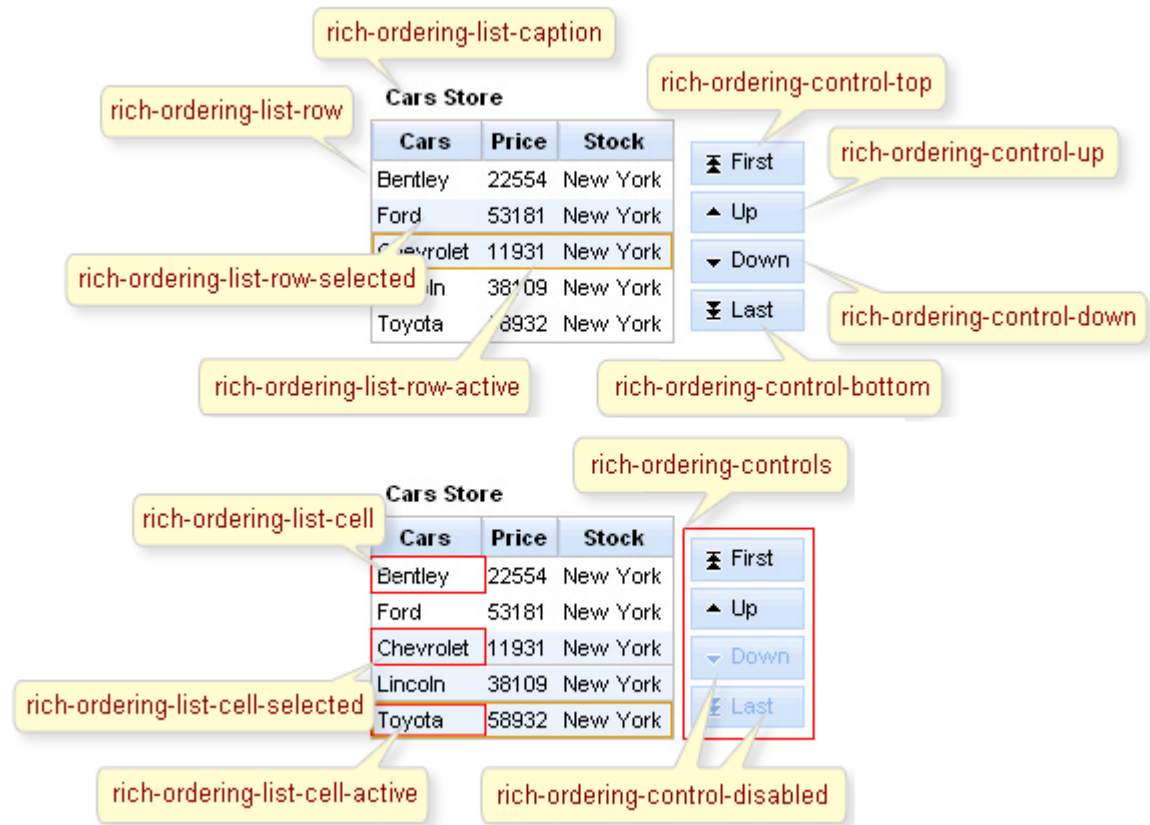 rich-ordering-list-caption
rich-ordering-control-top
rich-ordering-list-row
Cars Store
rich-ordering-control-up
Cars Price Stock
First
Bentley 22554 New York
Up
Ford 53181 New York
Chevrolet 11931 New York
Down
rich-ordering-list-row-selected
38109 New York
Last
rich-ordering-control-down
Toyota New York
rich-ordering-list-row-active
rich-ordering-control-bottom
rich-ordering-controls
Cars Store
rich-ordering-list-cell
Cars Price Stock
First
Bentley 22554 New York
Up
Ford 53181 New York
Chevrolet 11931 New York
Down
Lincoln 38109 New York
rich-ordering-list-cell-selected
Last
Toyota 58932 New York
rich-ordering-list-cell-active
rich-ordering-control-disabled